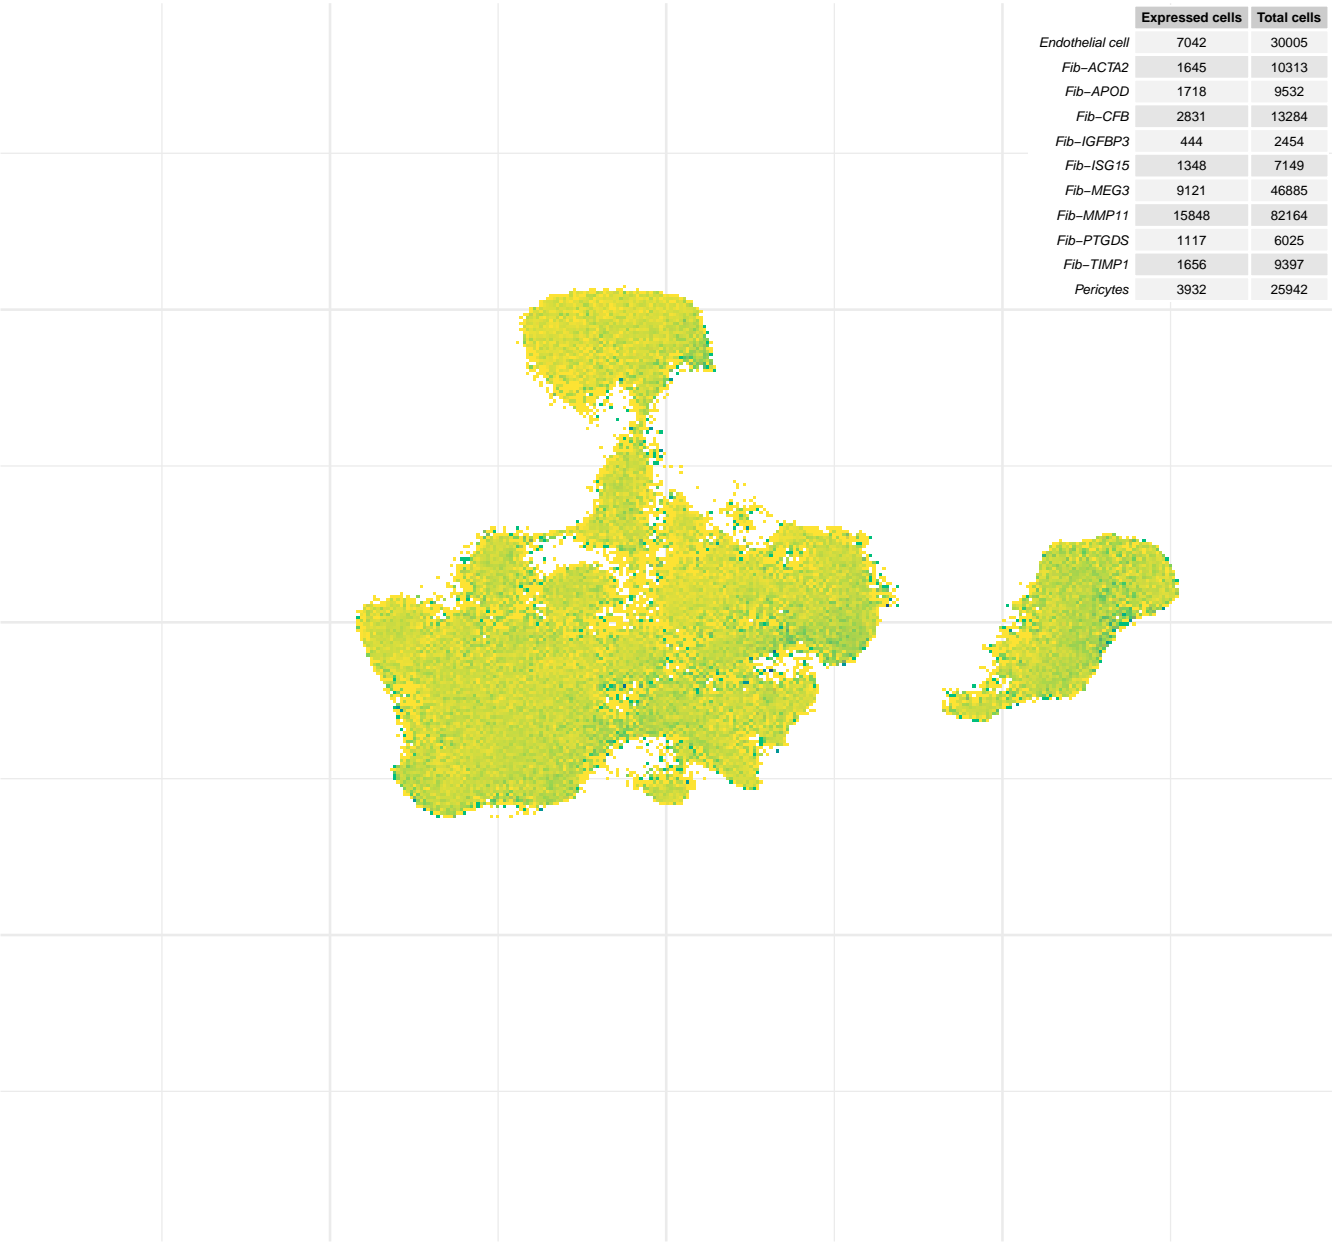 Expressed cells Total cells
Endothelial cell 7042 30005
Fib−ACTA2 1645 10313
Fib−APOD 1718 9532
Fib−CFB 2831 13284
Fib−IGFBP3 444 2454
Fib−ISG15 1348 7149
Fib−MEG3 9121 46885
Fib−MMP11 15848 82164
Fib−PTGDS 1117 6025
Fib−TIMP1 1656 9397
Pericytes 3932 25942